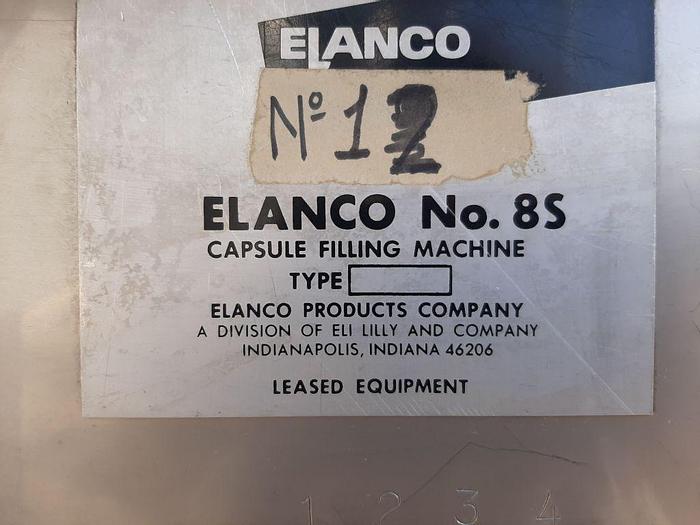 ELANCO
Nº 12
ELANCO No. 8S
CAPSULE FILLING MACHINE
TYPE
ELANCO PRODUCTS COMPANY
A DIVISION OF ELI LILLY AND COMPANY
INDIANAPOLIS, INDIANA 46206
LEASED EQUIPMENT
1 2 3 4